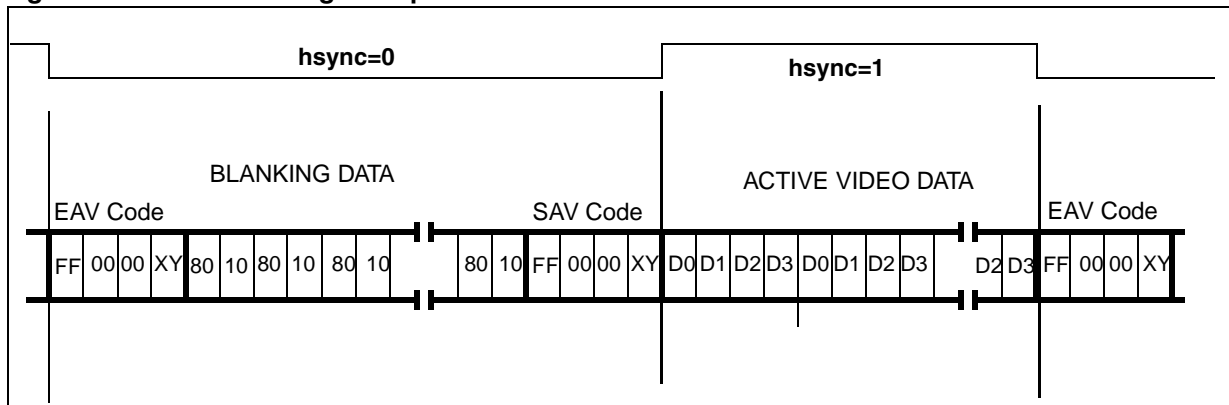 hsync=0
hsync=1
BLANKING DATA
ACTIVE VIDEO DATA
EAV Code
SAV Code
EAV Code
FF 00 00 XY 80 10 80 10 80 10 80 10 FF 00 00 XY D0 D1 D2 D3 D0 D1 D2 D3 D2 D3 FF 00 00 XY